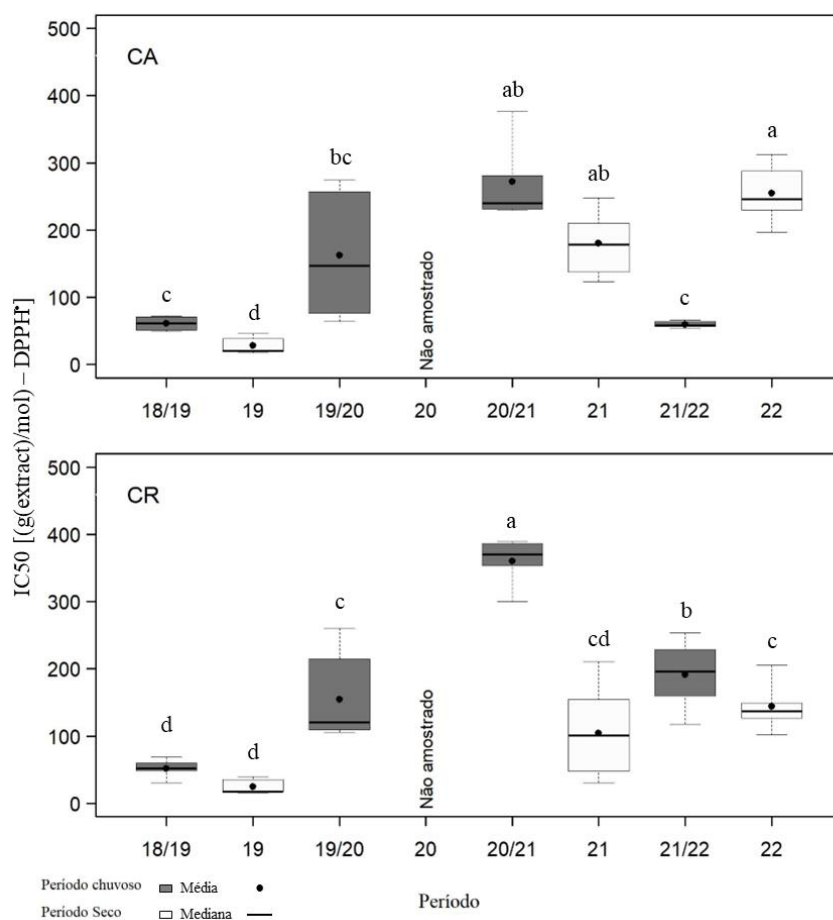 500
CA
400
300
200
100
0
c
d
bc
Não amostrado
ab
ab
c
a
18/19 19 19/20 20 20/21 21 21/22 22
IC50 [(g(extract)/mol) – DPPH•]
500
CR
400
300
200
100
0
d
d
c
Não amostrado
a
cd
b
c
18/19 19 19/20 20 20/21 21 21/22 22
Período chuvoso Média
Período Seco Mediana
Período